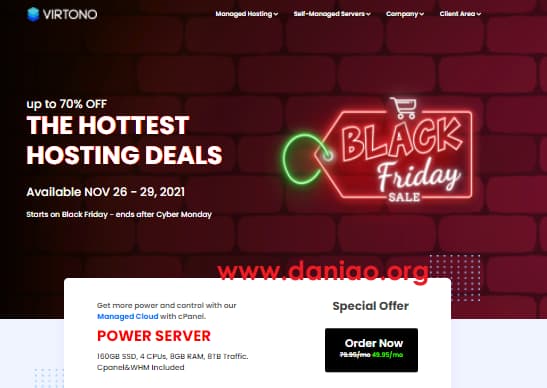 VIRTONO
Managed Hosting Self-Managed Servers Company Client Area
up to 70% OFF
THE HOTTEST
HOSTING DEALS
Available NOV 26 - 29, 2021
Starts on Black Friday - ends after Cyber Monday
BLACK
Friday
SALE
www.daniao.org
Get more power and control with our
Managed Cloud with cPanel.
POWER SERVER
160GB SSD, 4 CPUs, 8GB RAM, 8TB Traffic.
Cpanel&WHM Included
Special Offer
Order Now
79.95/mo 49.95/mo